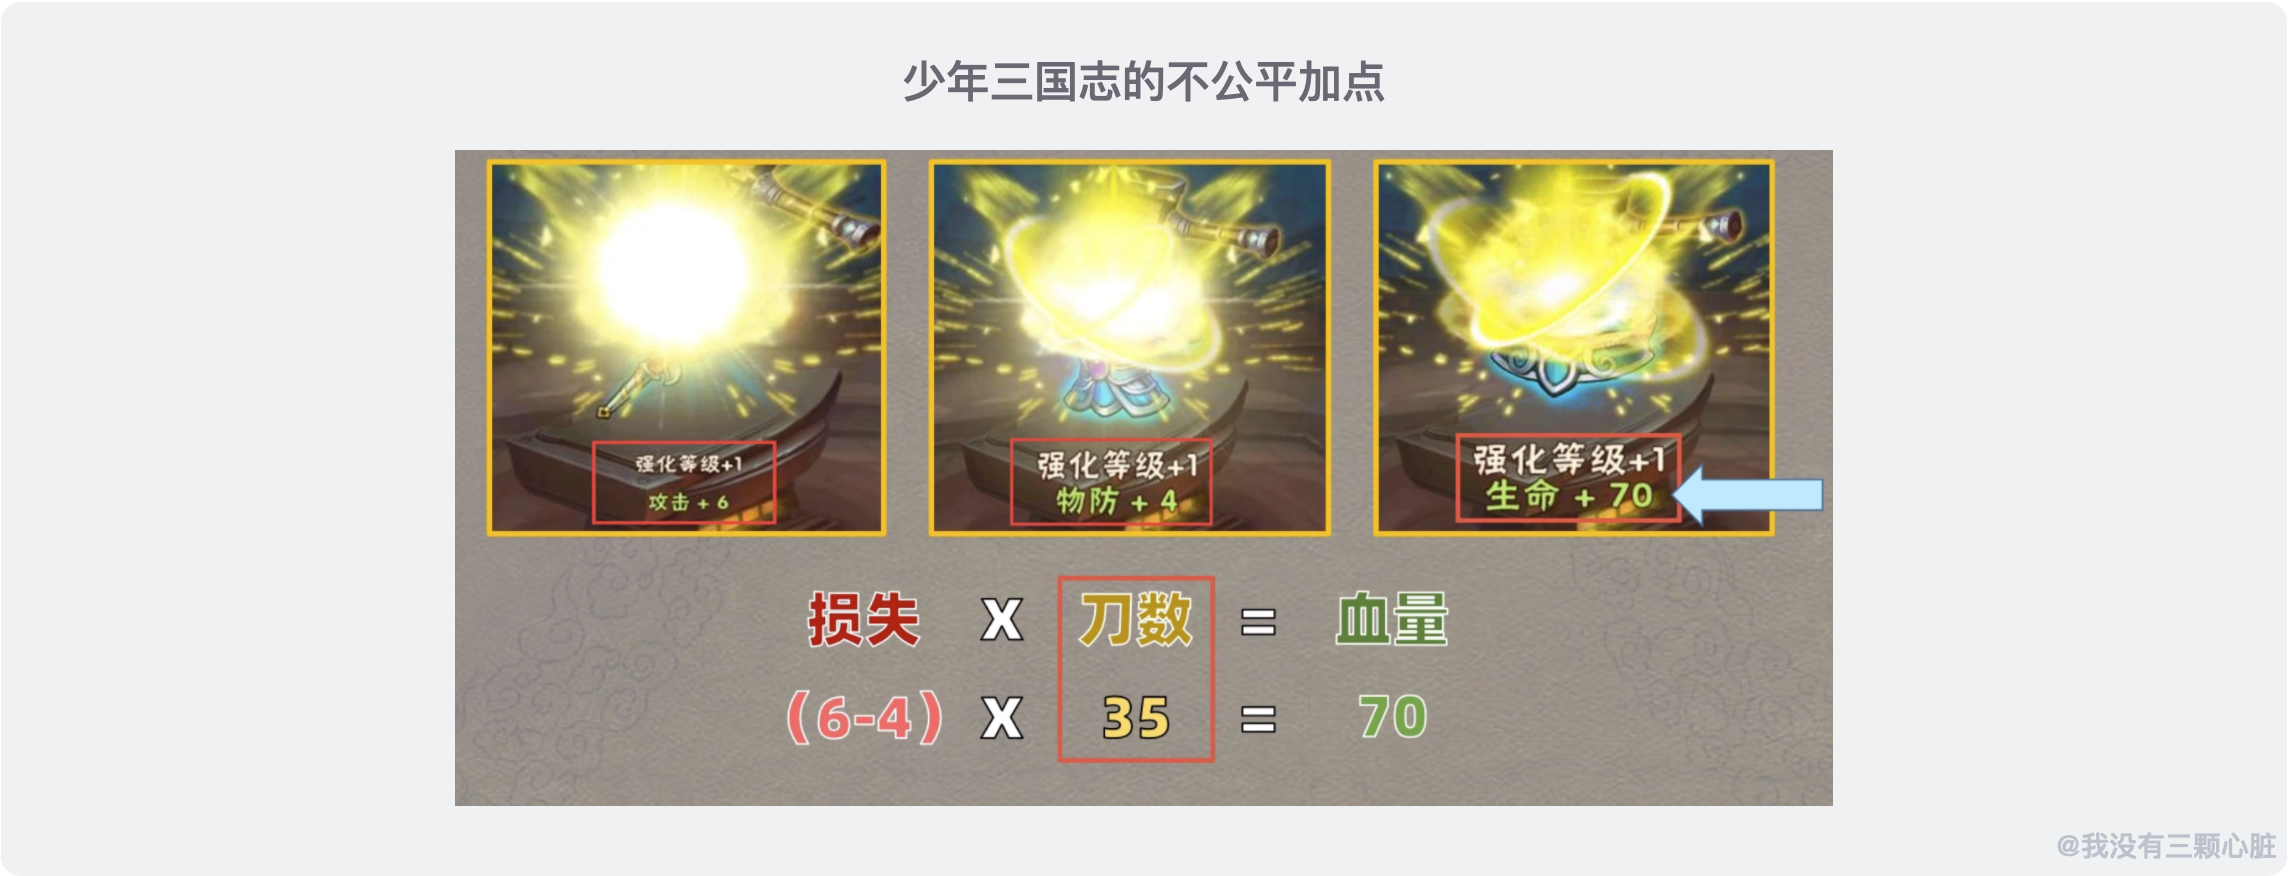 少年三国志的不公平加点
强化等级+1
攻击 + 6
强化等级+1
物防 + 4
强化等级+1
生命 + 70
损失 X 刀数 = 血量
(6-4) X 35 = 70
@我没有三颗心脏